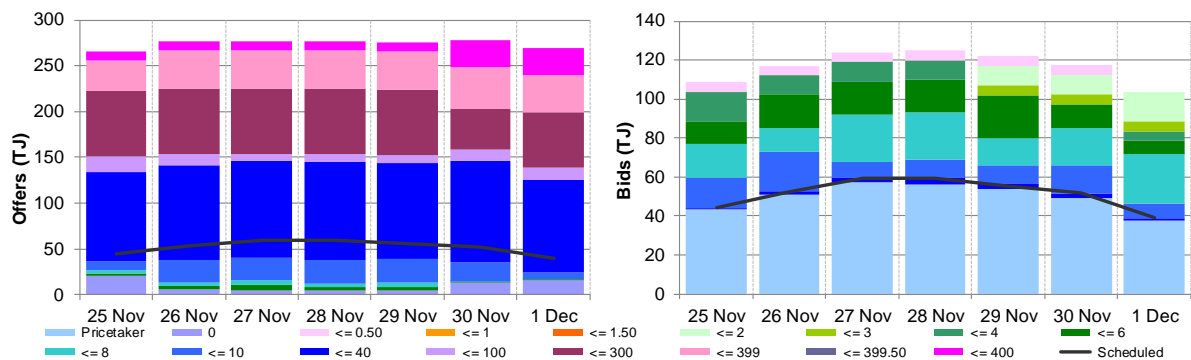 300
250
200
150
100
50
0
Offers (TJ)
25 Nov 26 Nov 27 Nov 28 Nov 29 Nov 30 Nov 1 Dec
140
120
100
80
60
40
20
0
Bids (TJ)
25 Nov 26 Nov 27 Nov 28 Nov 29 Nov 30 Nov 1 Dec
Pricetaker 0 <= 0.50 <= 1 <= 1.50 <= 2 <= 3 <= 4 <= 6
<= 8 <= 10 <= 40 <= 100 <= 300 <= 399 <= 399.50 <= 400 Scheduled